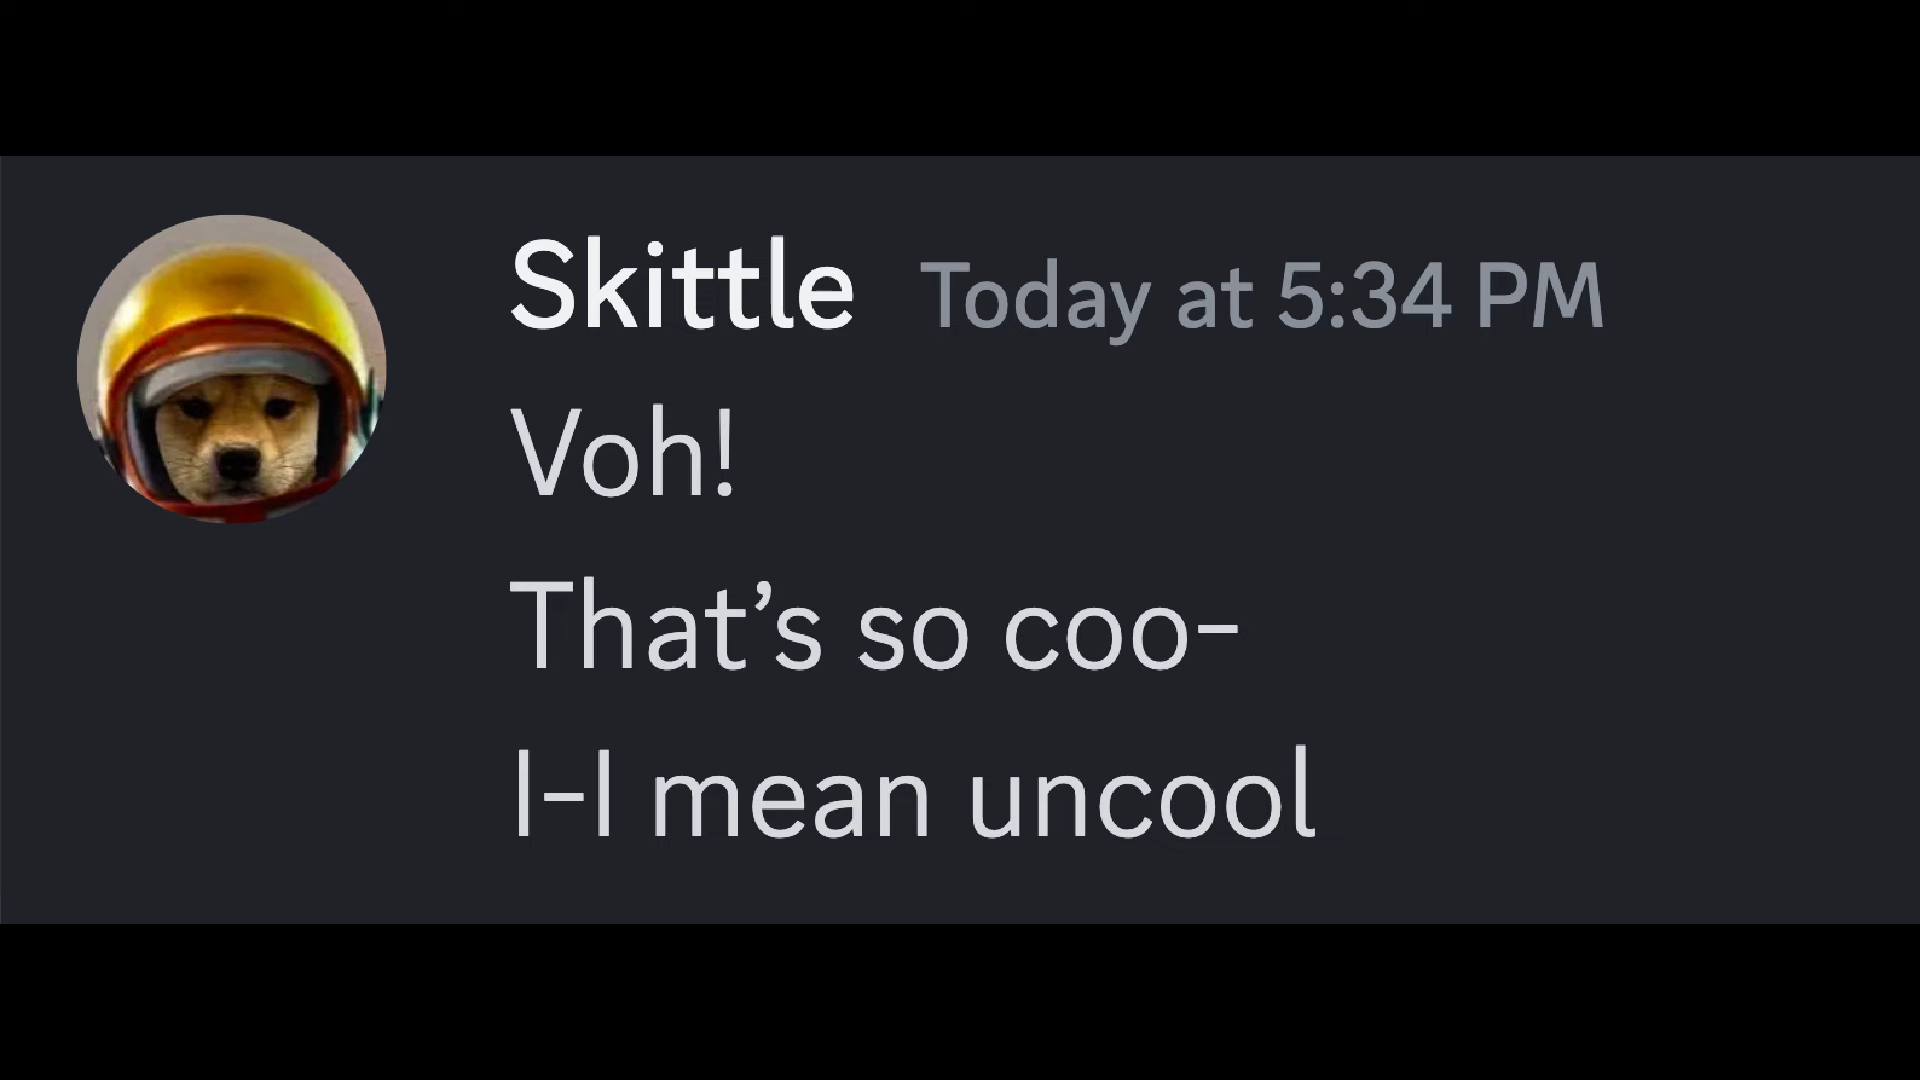 Skittle Today at 5:34 PM
Voh!
That’s so coo-
I-I mean uncool